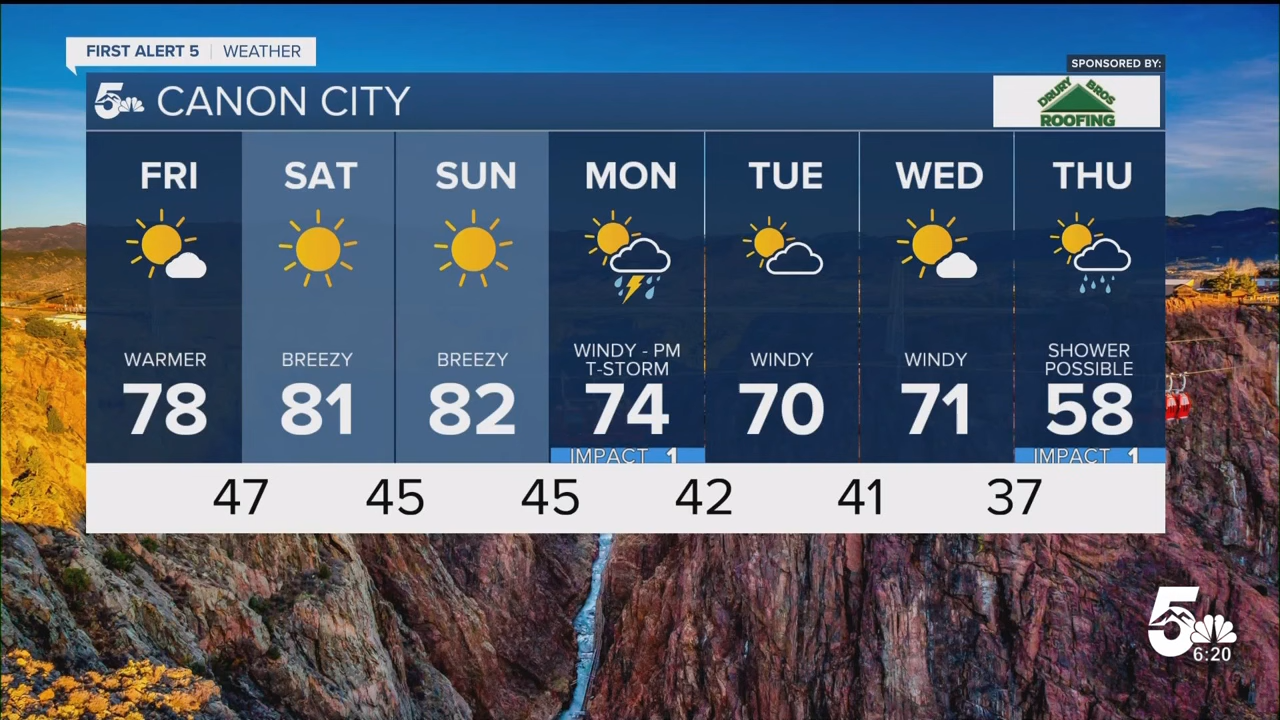 FIRST ALERT 5 | WEATHER
SPONSORED BY:
5 CANON CITY
DRURY BROS
ROOFING
FRI SAT SUN MON TUE WED THU
WARMER BREEZY BREEZY WINDY - PM T-STORM WINDY WINDY SHOWER POSSIBLE
78 81 82 74 70 71 58
IMPACT 1 IMPACT 1
47 45 45 42 41 37
5
6:20